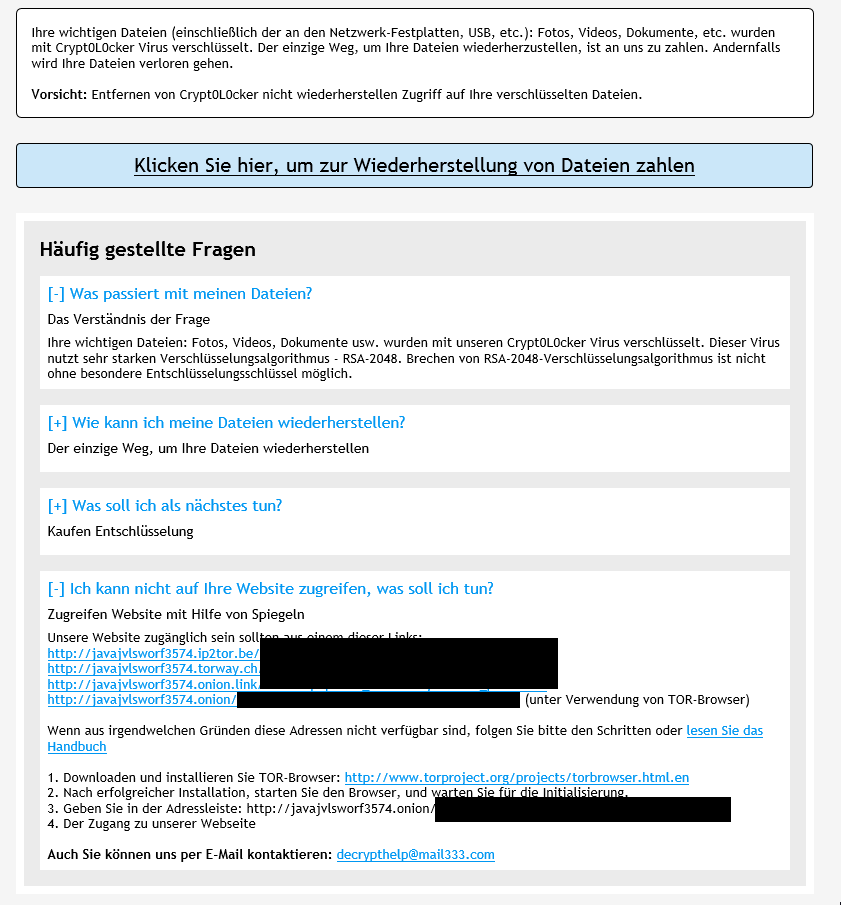 Ihre wichtigen Dateien (einschließlich der an den Netzwerk-Festplatten, USB, etc.): Fotos, Videos, Dokumente, etc. wurden
mit Crypt0L0cker Virus verschlüsselt. Der einzige Weg, um Ihre Dateien wiederherzustellen, ist an uns zu zahlen. Andernfalls
wird Ihre Dateien verloren gehen.
Vorsicht: Entfernen von Crypt0L0cker nicht wiederherstellen Zugriff auf Ihre verschlüsselten Dateien.
Klicken Sie hier, um zur Wiederherstellung von Dateien zahlen
Häufig gestellte Fragen
[-] Was passiert mit meinen Dateien?
Das Verständnis der Frage
Ihre wichtigen Dateien: Fotos, Videos, Dokumente usw. wurden mit unseren Crypt0L0cker Virus verschlüsselt. Dieser Virus
nutzt sehr starken Verschlüsselungsalgorithmus - RSA-2048. Brechen von RSA-2048-Verschlüsselungsalgorithmus ist nicht
ohne besondere Entschlüsselungsschlüssel möglich.
[+] Wie kann ich meine Dateien wiederherstellen?
Der einzige Weg, um Ihre Dateien wiederherstellen
[+] Was soll ich als nächstes tun?
Kaufen Entschlüsselung
[-] Ich kann nicht auf Ihre Website zugreifen, was soll ich tun?
Zugreifen Website mit Hilfe von Spiegeln
Unsere Website zugänglich sein sollten aus einem dieser Links:
http://javajvlsworf3574.ip2tor.be/
http://javajvlsworf3574.torway.ch
http://javajvlsworf3574.onion.link/
http://javajvlsworf3574.onion/ (unter Verwendung von TOR-Browser)
Wenn aus irgendwelchen Gründen diese Adressen nicht verfügbar sind, folgen Sie bitte den Schritten oder lesen Sie das
Handbuch
1. Downloaden und installieren Sie TOR-Browser: http://www.torproject.org/projects/torbrowser.html.en
2. Nach erfolgreicher Installation, starten Sie den Browser, und warten Sie für die Initialisierung.
3. Geben Sie in der Adressleiste: http://javajvlsworf3574.onion/
4. Der Zugang zu unserer Webseite
Auch Sie können uns per E-Mail kontaktieren: decrypthelp@mail333.com